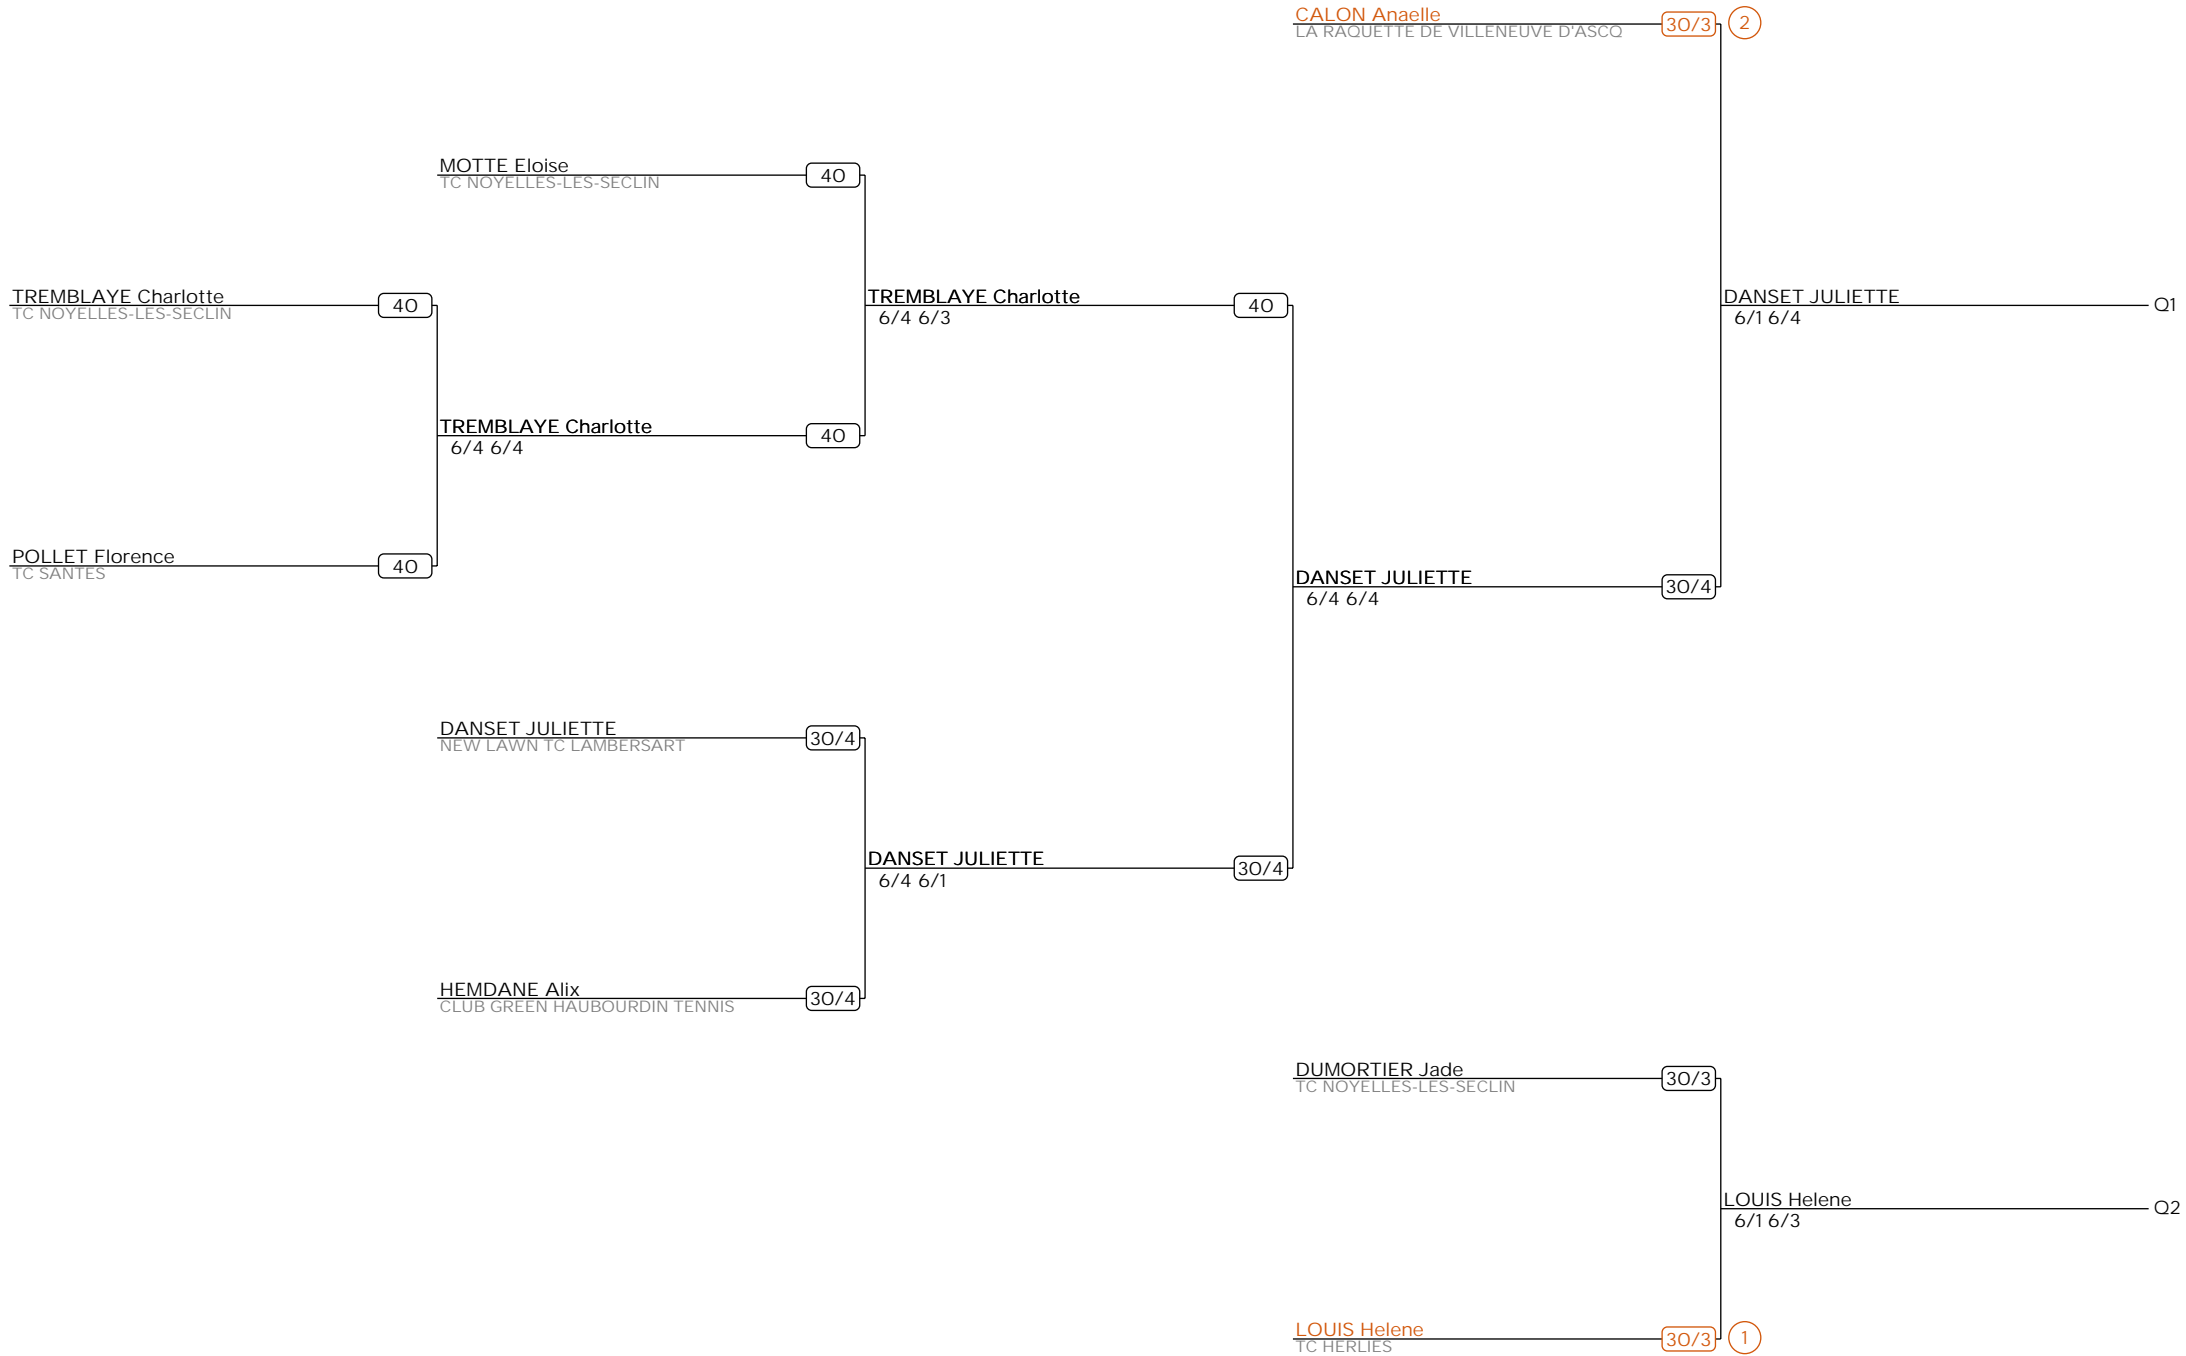 CALON Anaelle
LA RAQUETTE DE VILLENEUVE D'ASCQ
30/3
2
MOTTE Eloise
TC NOYELLES-LES-SECLIN
40
TREMBLAYE Charlotte
TC NOYELLES-LES-SECLIN
40
TREMBLAYE Charlotte
6/4 6/3
40
DANSET JULIETTE
6/1 6/4
Q1
TREMBLAYE Charlotte
6/4 6/4
40
POLLET Florence
TC SANTES
40
DANSET JULIETTE
6/4 6/4
30/4
DANSET JULIETTE
NEW LAWN TC LAMBERSART
30/4
DANSET JULIETTE
6/4 6/1
30/4
HEMDANE Alix
CLUB GREEN HAUBOURDIN TENNIS
30/4
DUMORTIER Jade
TC NOYELLES-LES-SECLIN
30/3
LOUIS Helene
6/1 6/3
Q2
LOUIS Helene
TC HERLIES
30/3
1